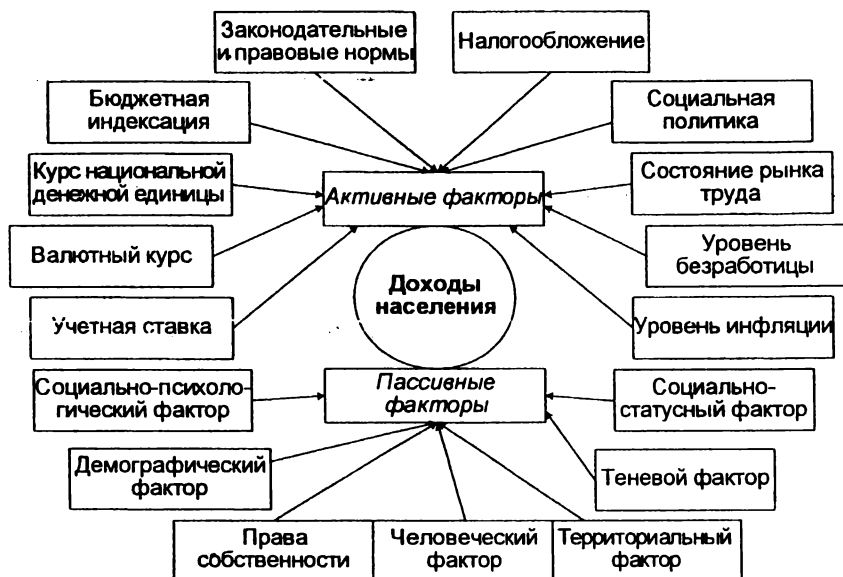 Законодательные
и правовые нормы
Налогообложение
Бюджетная
индексация
Социальная
политика
Курс национальной
денежной единицы
Активные факторы
Состояние рынка
труда
Валютный курс
Уровень
безработицы
Доходы
населения
Учетная ставка
Уровень инфляции
Социально-психоло-
гический фактор
Пассивные
факторы
Социально-
статусный фактор
Демографический
фактор
Теневой фактор
Права
собственности
Человеческий
фактор
Территориальный
фактор